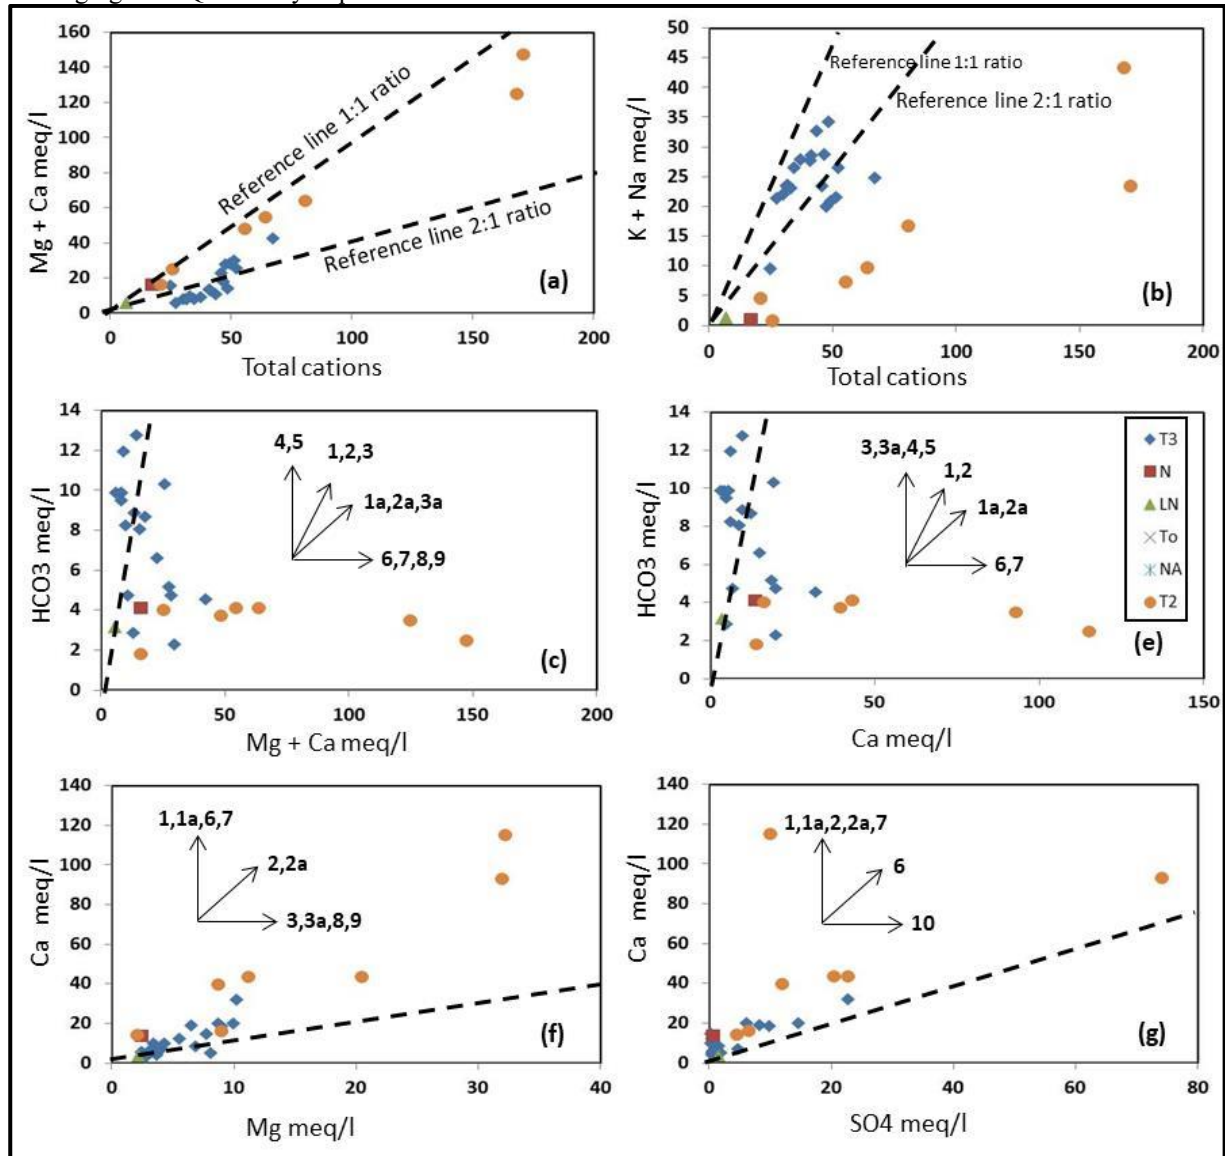 160
140
120
100
80
60
40
20
0
Mg + Ca meq/l
Reference line 1:1 ratio
Reference line 2:1 ratio
(a)
0 50 100 150 200
Total cations
50
45
40
35
30
25
20
15
10
5
0
K + Na meq/l
Reference line 1:1 ratio
Reference line 2:1 ratio
(b)
0 50 100 150 200
Total cations
14
12
10
8
6
4
2
0
HCO3 meq/l
4,5
1,2,3
1a,2a,3a
6,7,8,9
(c)
0 50 100 150 200
Mg + Ca meq/l
14
12
10
8
6
4
2
0
HCO3 meq/l
3,3a,4,5
1,2
1a,2a
6,7
T3
N
LN
To
NA
T2
(e)
0 50 100 150
Ca meq/l
140
120
100
80
60
40
20
0
Ca meq/l
1,1a,6,7
2,2a
3,3a,8,9
(f)
0 10 20 30 40
Mg meq/l
140
120
100
80
60
40
20
0
Ca meq/l
1,1a,2,2a,7
6
10
(g)
0 20 40 60 80
SO4 meq/l